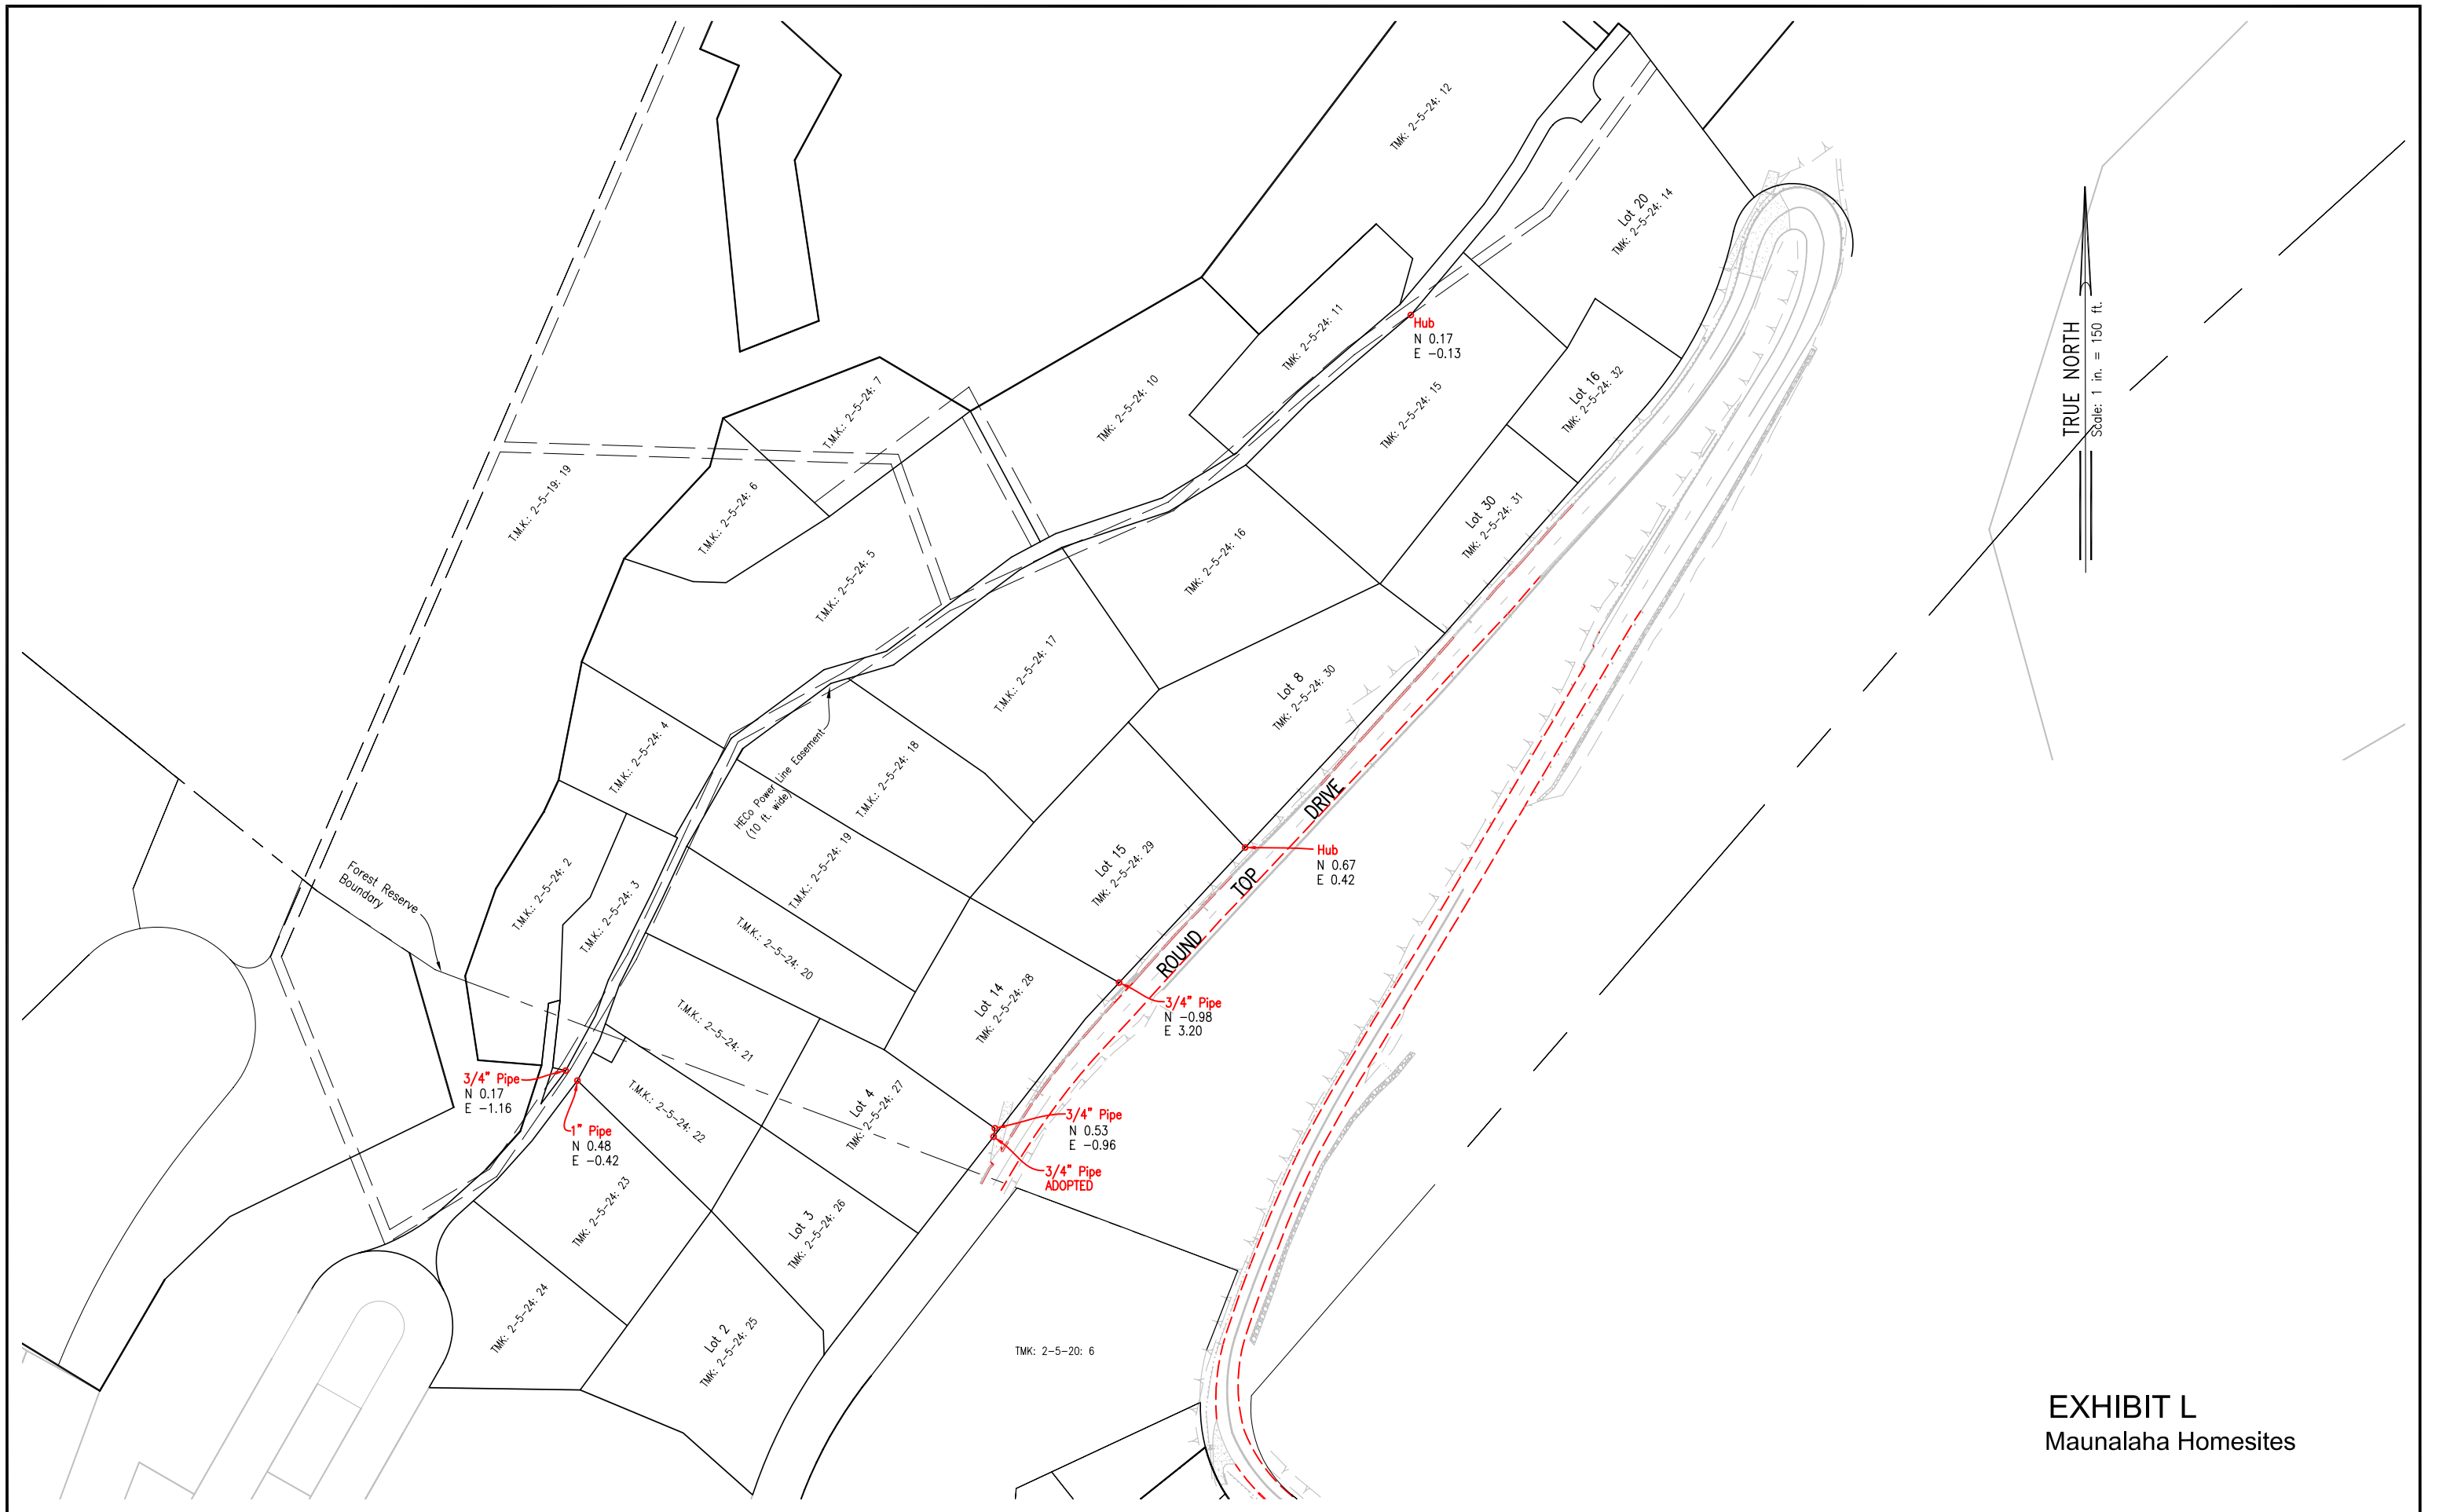 TMK: 2-5-24: 12
Lot 20
TMK: 2-5-24: 14
TMK: 2-5-24: 11
Hub
N 0.17
E -0.13
TRUE NORTH
Scale: 1 in. = 150 ft.
T.M.K.: 2-5-24: 7
TMK: 2-5-24: 10
TMK: 2-5-24: 15
Lot 16
TMK: 2-5-24: 32
T.M.K.: 2-5-19: 19
T.M.K.: 2-5-24: 6
Lot 30
TMK: 2-5-24: 31
T.M.K.: 2-5-24: 5
TMK: 2-5-24: 16
T.M.K.: 2-5-24: 17
Lot 8
TMK: 2-5-24: 30
T.M.K.: 2-5-24: 4
HECo Power Line Easement
(10 ft. wide)
T.M.K.: 2-5-24: 18
ROUND TOP DRIVE
T.M.K.: 2-5-24: 19
Lot 15
TMK: 2-5-24: 29
Hub
N 0.67
E 0.42
Forest Reserve
Boundary
T.M.K.: 2-5-24: 2
T.M.K.: 2-5-24: 3
T.M.K.: 2-5-24: 20
Lot 14
TMK: 2-5-24: 28
3/4" Pipe
N -0.98
E 3.20
T.M.K.: 2-5-24: 21
3/4" Pipe
N 0.17
E -1.16
1" Pipe
N 0.48
E -0.42
T.M.K.: 2-5-24: 22
Lot 4
TMK: 2-5-24: 27
3/4" Pipe
N 0.53
E -0.96
3/4" Pipe
ADOPTED
TMK: 2-5-24: 23
Lot 3
TMK: 2-5-24: 26
TMK: 2-5-24: 24
Lot 2
TMK: 2-5-24: 25
TMK: 2-5-20: 6
EXHIBIT L
Maunalaha Homesites